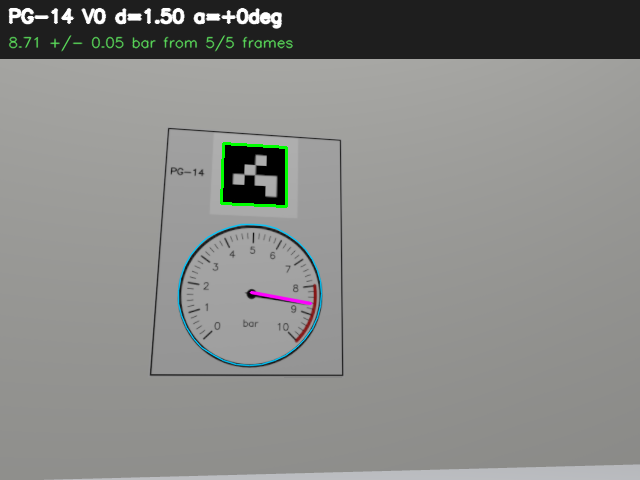 PG-14 V0 d=1.50 a=+0deg
8.71 +/- 0.05 bar from 5/5 frames
PG-14
0 1 2 3 4 5 6 7 8 9 10
bar